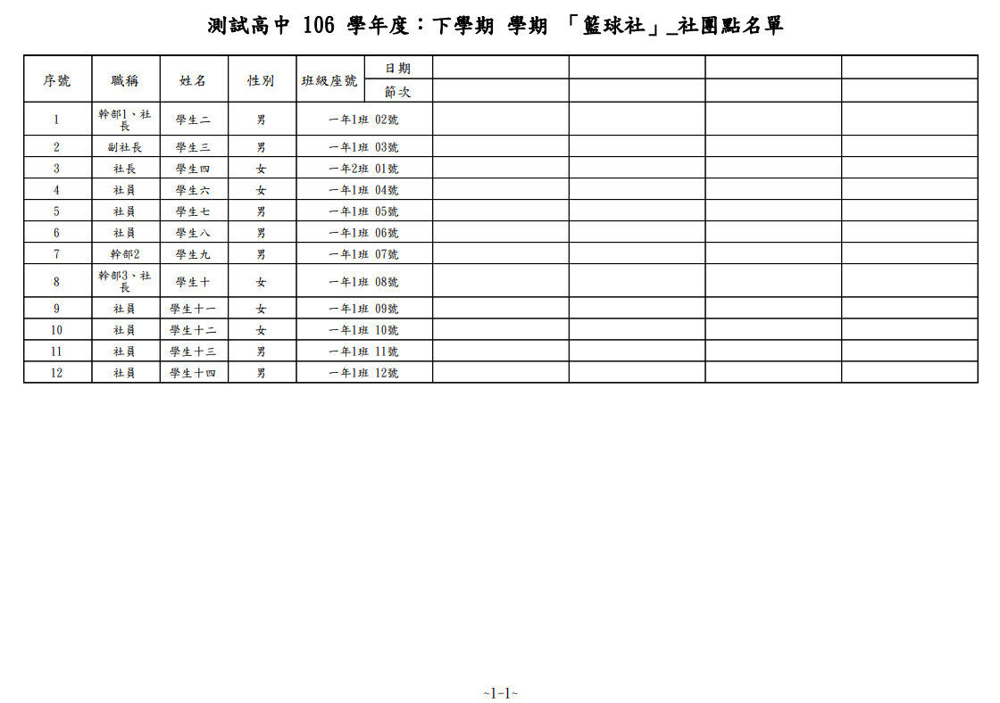 測試高中 106 學年度：下學期 學期 「籃球社」_社團點名單
序號 職稱 姓名 性別 班級座號 日期
節次
1 幹部1、社長 學生二 男 一年1班 02號
2 副社長 學生三 男 一年1班 03號
3 社長 學生四 女 一年2班 01號
4 社員 學生六 女 一年1班 04號
5 社員 學生七 男 一年1班 05號
6 社員 學生八 男 一年1班 06號
7 幹部2 學生九 男 一年1班 07號
8 幹部3、社長 學生十 女 一年1班 08號
9 社員 學生十一 女 一年1班 09號
10 社員 學生十二 女 一年1班 10號
11 社員 學生十三 男 一年1班 11號
12 社員 學生十四 男 一年1班 12號
~1-1~